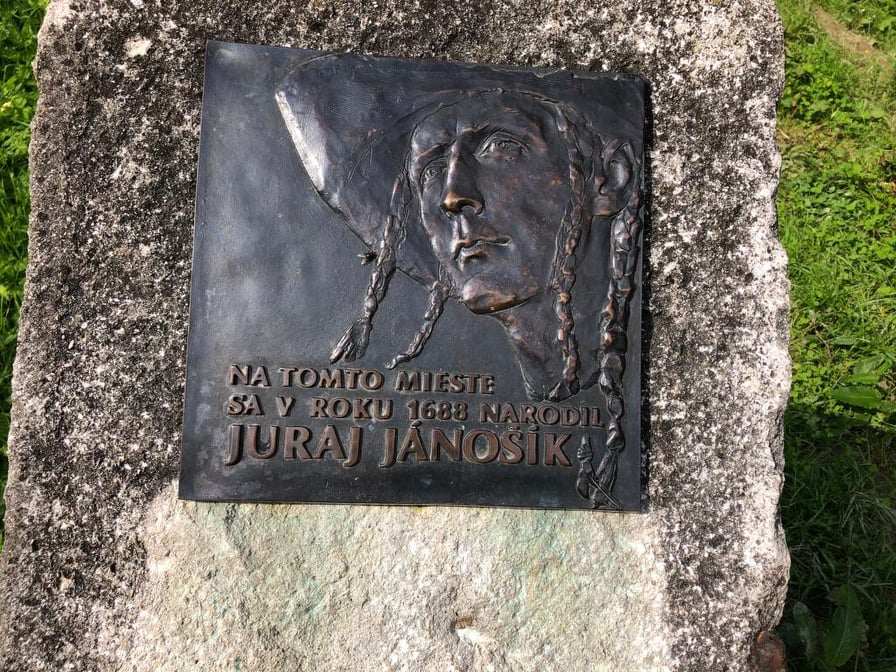 NA TOMTO MIESTE
SA V ROKU 1688 NARODIL
JURAJ JÁNOŠÍK